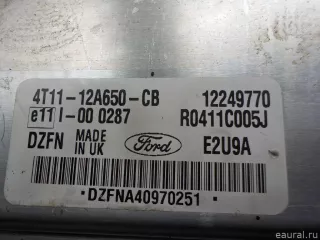 4T11-12A650-CB 12249770
e11 I-00 0287 R0411C005J
DZFN MADE IN UK Ford E2U9A
DZFNA40970251
© eaural.ru